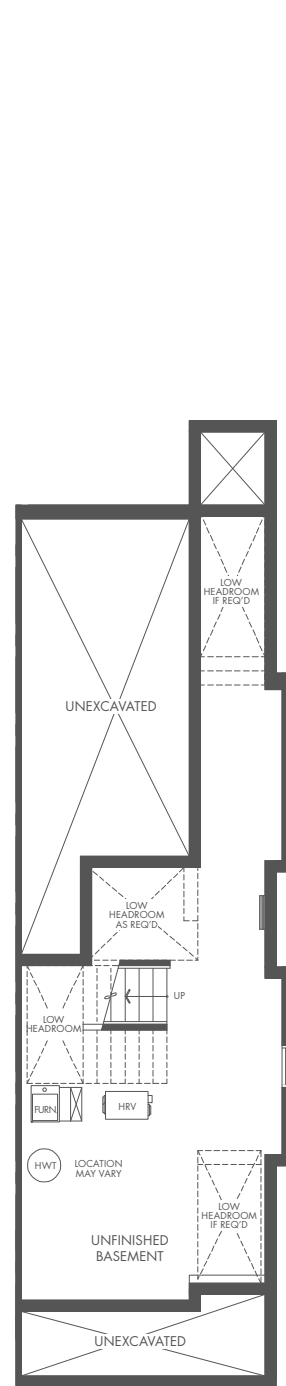 LOW
HEADROOM
IF REQ'D
UNEXCAVATED
LOW
HEADROOM
AS REQ'D
UP
LOW
HEADROOM
FURN.
HRV
HWT
LOCATION
MAY VARY
LOW
HEADROOM
IF REQ'D
UNFINISHED
BASEMENT
UNEXCAVATED